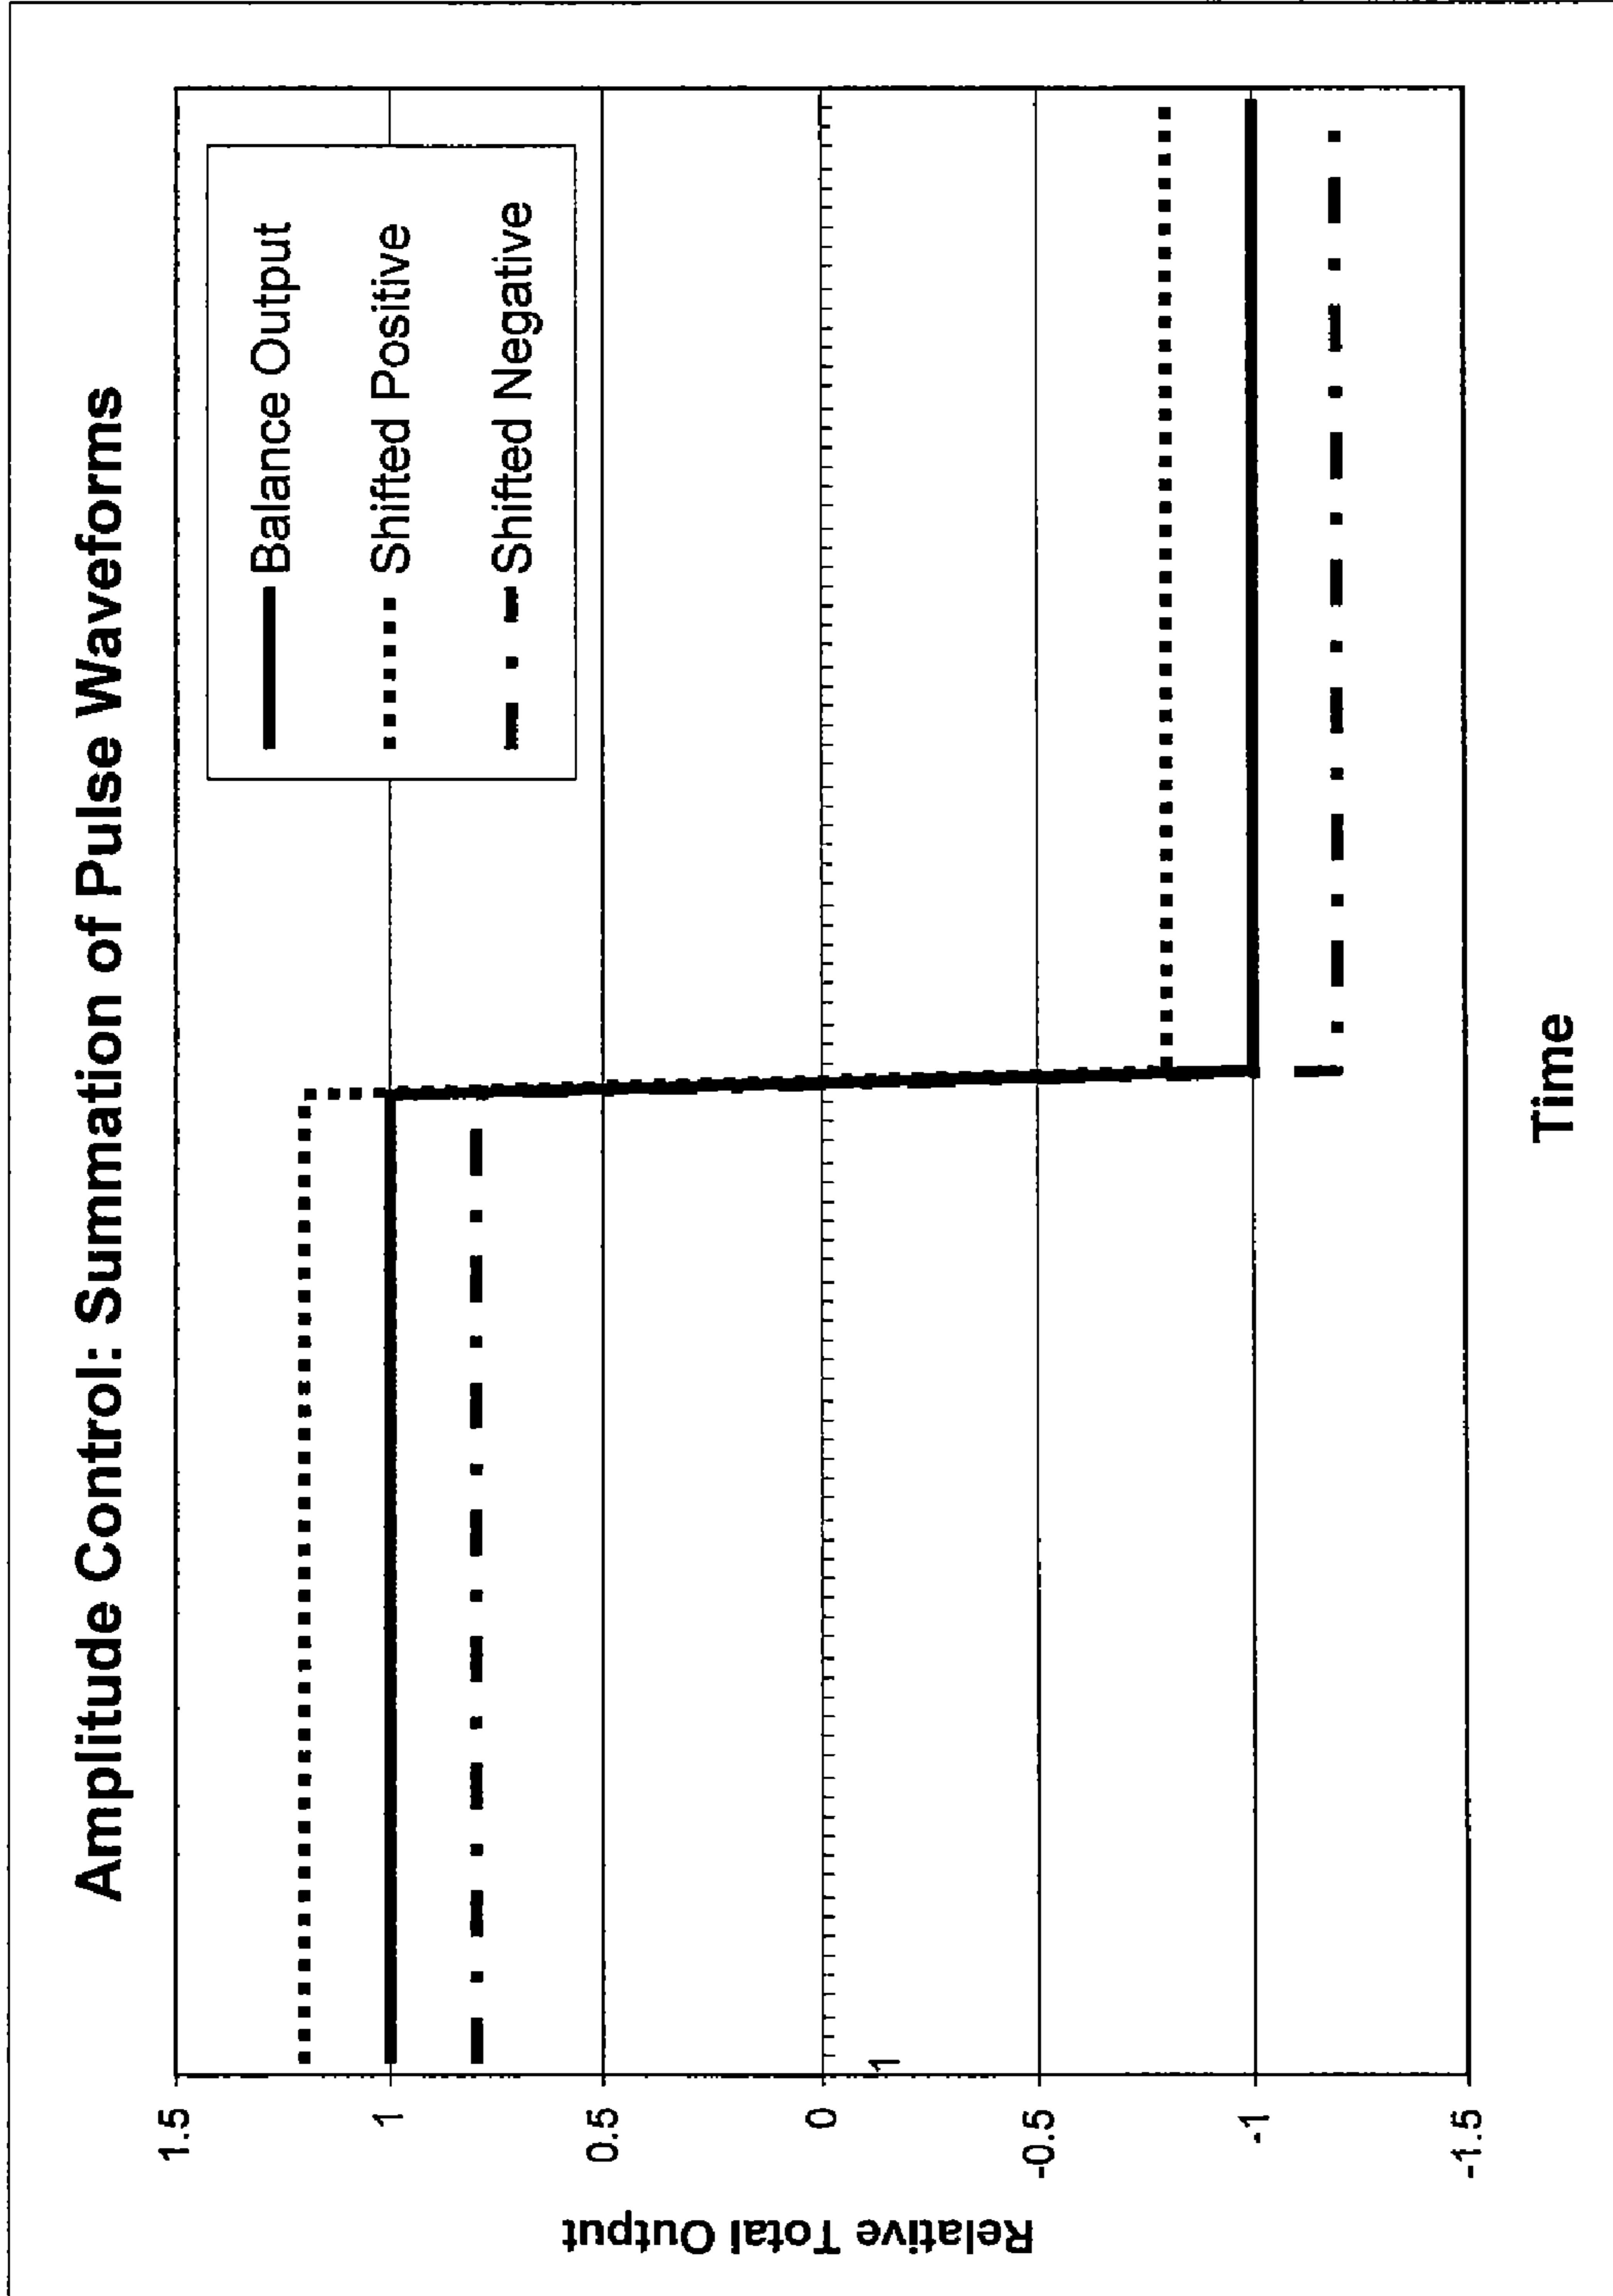 Amplitude Control: Summation of Pulse Waveforms
Balance Output
Shifted Positive
Shifted Negative
Relative Total Output
1.5
1
0.5
0
-0.5
-1
-1.5
1
Time